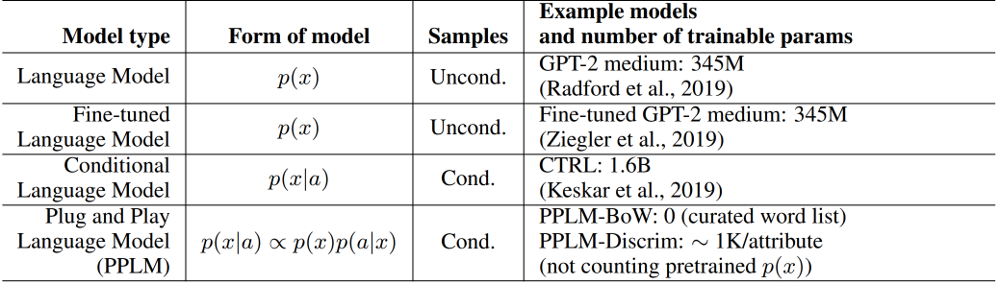 Model type Form of model Samples Example models
and number of trainable params
Language Model p(x) Uncond. GPT-2 medium: 345M
(Radford et al., 2019)
Fine-tuned
Language Model p(x) Uncond. Fine-tuned GPT-2 medium: 345M
(Ziegler et al., 2019)
Conditional
Language Model p(x|a) Cond. CTRL: 1.6B
(Keskar et al., 2019)
Plug and Play
Language Model
(PPLM) p(x|a) ∝ p(x)p(a|x) Cond. PPLM-BoW: 0 (curated word list)
PPLM-Discrim: ∼ 1K/attribute
(not counting pretrained p(x))